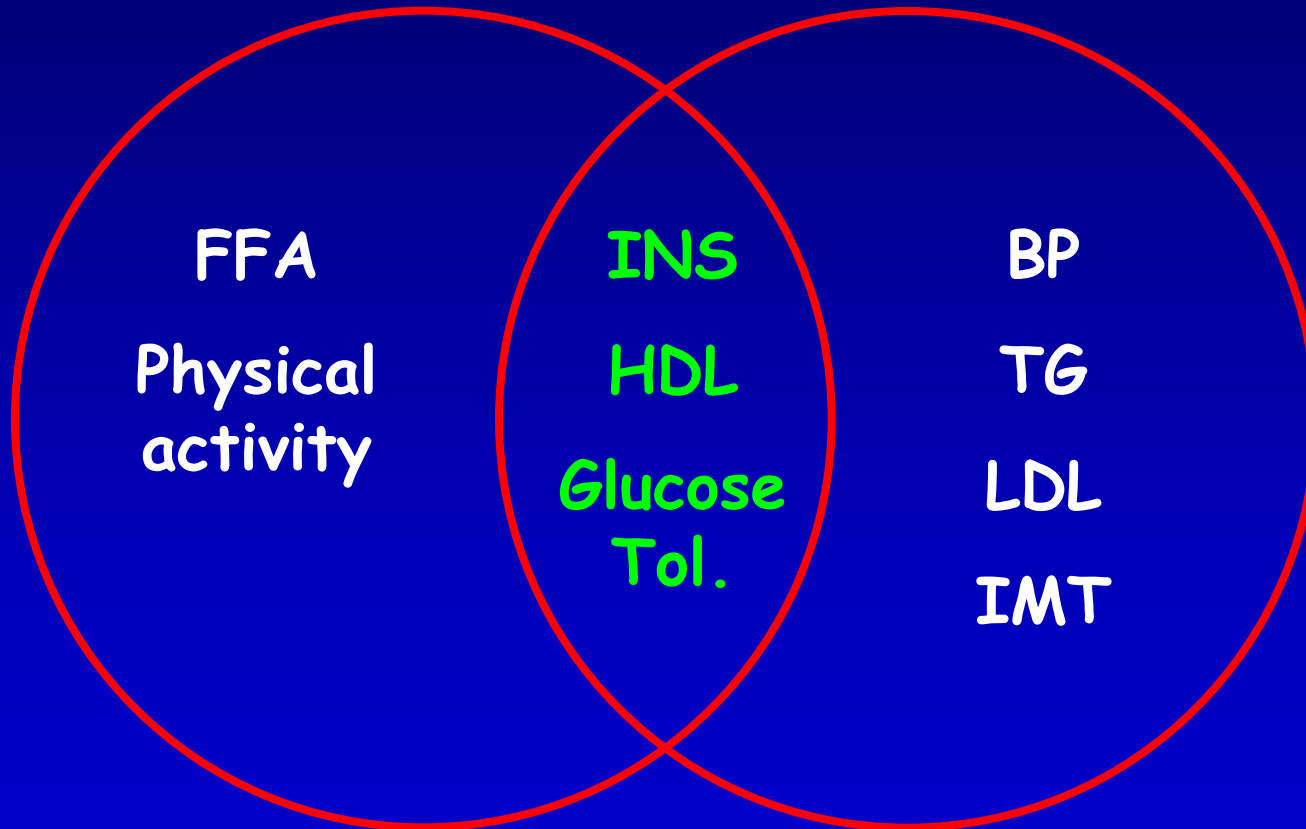 FFA
Physical
activity
INS
HDL
Glucose
Tol.
BP
TG
LDL
IMT